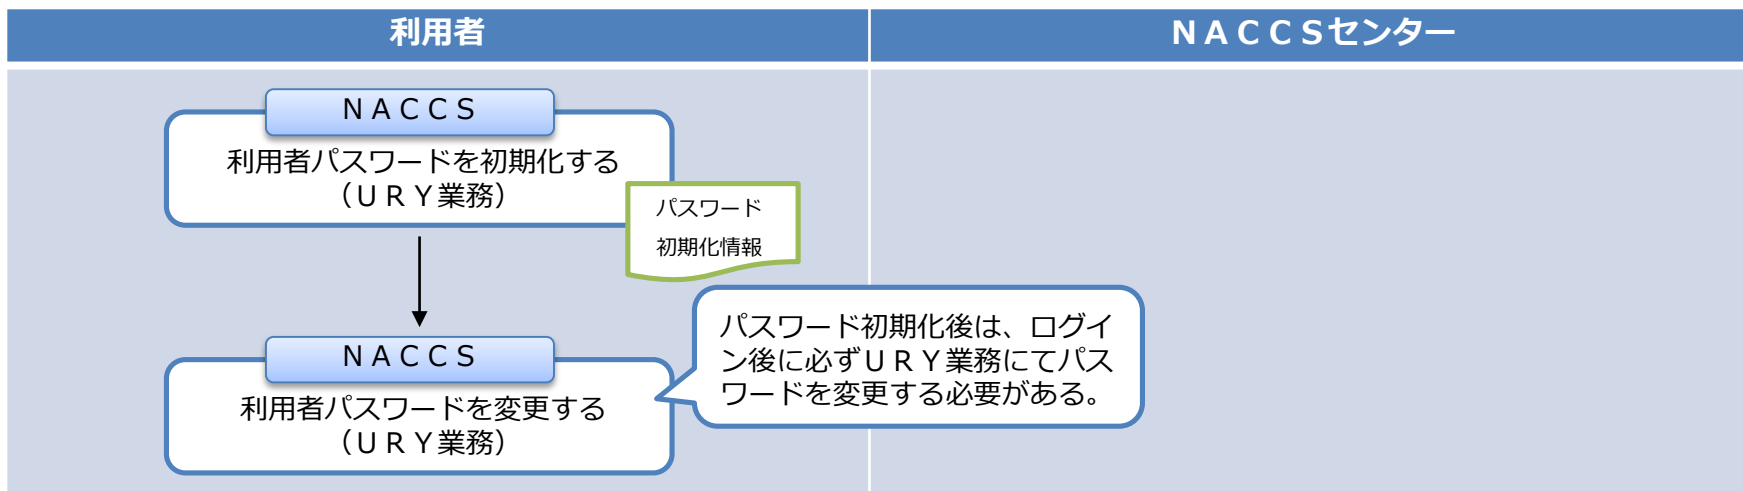 利用者
ＮＡＣＣＳセンター
ＮＡＣＣＳ
利用者パスワードを初期化する
（ＵＲＹ業務）
パスワード
初期化情報
パスワード初期化後は、ログイ
ン後に必ずＵＲＹ業務にてパス
ワードを変更する必要がある。
ＮＡＣＣＳ
利用者パスワードを変更する
（ＵＲＹ業務）